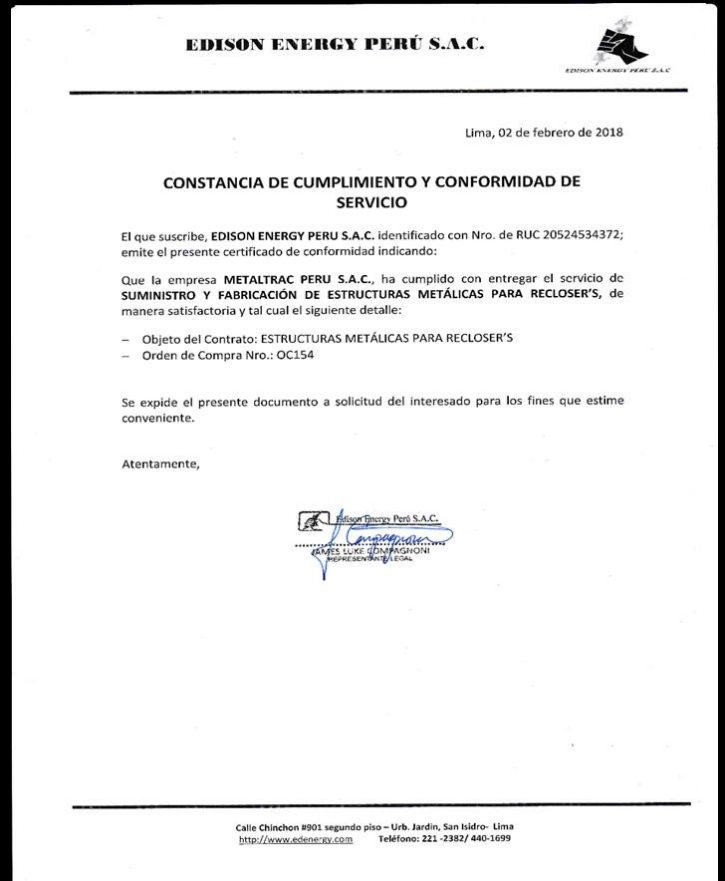 EDISON ENERGY PERÚ S.A.C.
EDISON ENERGY PERÚ S.A.C
Lima, 02 de febrero de 2018
CONSTANCIA DE CUMPLIMIENTO Y CONFORMIDAD DE
SERVICIO
El que suscribe, EDISON ENERGY PERU S.A.C. identificado con Nro. de RUC 20524534372;
emite el presente certificado de conformidad indicando:
Que la empresa METALTRAC PERU S.A.C., ha cumplido con entregar el servicio de
SUMINISTRO Y FABRICACIÓN DE ESTRUCTURAS METÁLICAS PARA RECLOSER'S, de
manera satisfactoria y tal cual el siguiente detalle:
– Objeto del Contrato: ESTRUCTURAS METÁLICAS PARA RECLOSER'S
– Orden de Compra Nro.: OC154
Se expide el presente documento a solicitud del interesado para los fines que estime
conveniente.
Atentamente,
Edison Energy Perú S.A.C.
JAMES LUKE COMPAGNONI
REPRESENTANTE LEGAL
Calle Chinchon #901 segundo piso – Urb. Jardin, San Isidro- Lima
http://www.edenergy.com Teléfono: 221 -2382/ 440-1699